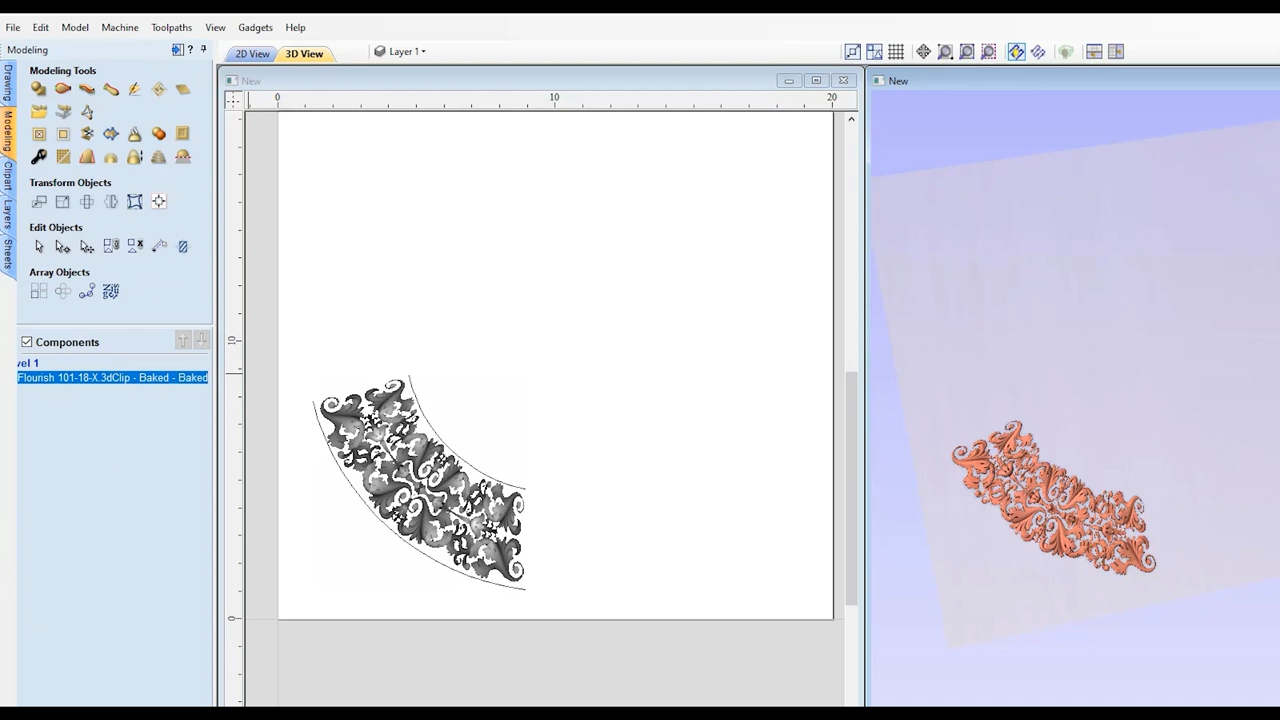 File Edit Model Machine Toolpaths View Gadgets Help
Modeling ?
2D View 3D View Layer 1
Drawing
Modeling
Clipart
Layers
Sheets
Modeling Tools
Transform Objects
Edit Objects
Array Objects
Components
vel 1
Flourish 101-18-X.3dClip - Baked - Baked
New
0 10 20
10
0
New